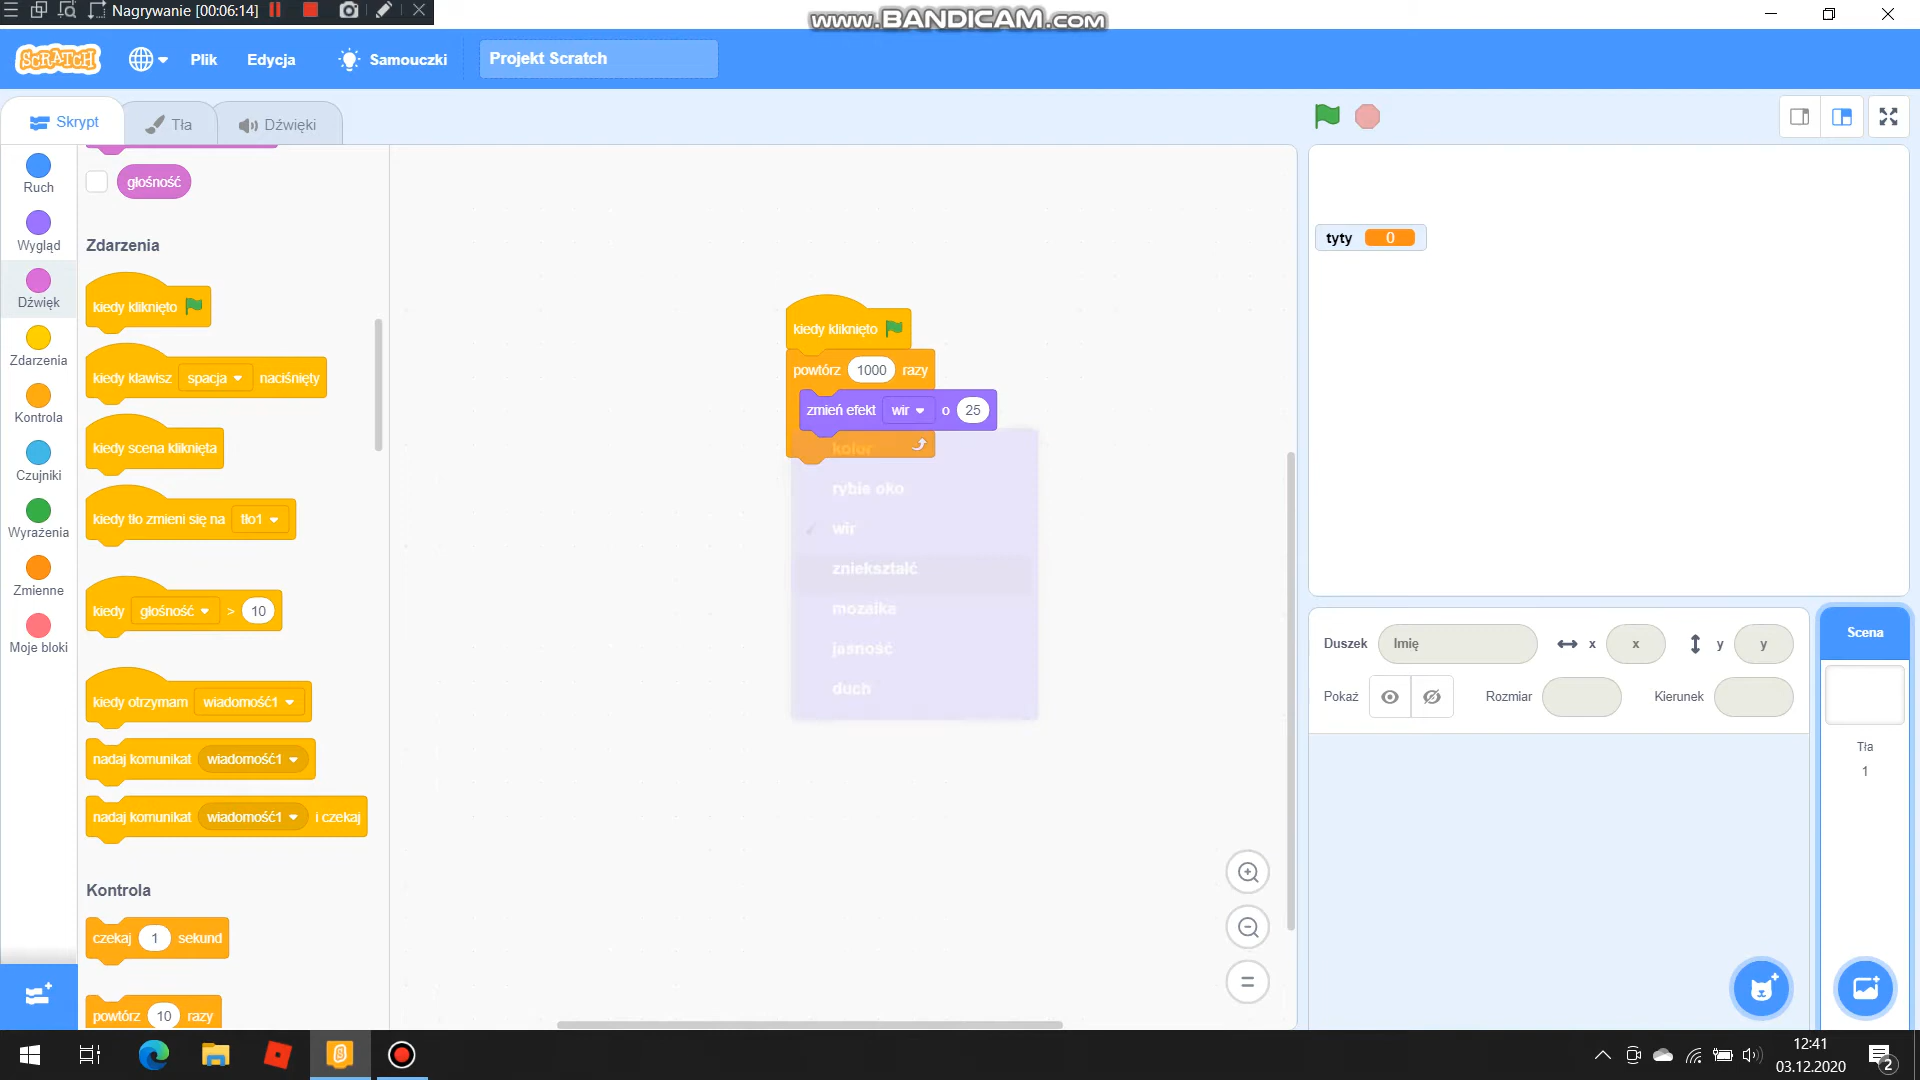 Nagrywanie [00:06:14]
www.BANDICAM.com
SCRATCH
Plik
Edycja
Samouczki
Projekt Scratch
Skrypt
Tła
Dźwięki
Ruch
Wygląd
Dźwięk
Zdarzenia
Kontrola
Czujniki
Wyrażenia
Zmienne
Moje bloki
głośność
Zdarzenia
kiedy kliknięto
kiedy klawisz spacja naciśnięty
kiedy scena kliknięta
kiedy tło zmieni się na tło1
kiedy głośność > 10
kiedy otrzymam wiadomość1
nadaj komunikat wiadomość1
nadaj komunikat wiadomość1 i czekaj
Kontrola
czekaj 1 sekund
powtórz 10 razy
kiedy kliknięto
powtórz 1000 razy
zmień efekt wir o 25
kolor
rybie oko
wir
zniekształć
mozaika
jasność
duch
tyty 0
Duszek Imię x x y y
Pokaż Rozmiar Kierunek
Scena
Tła
1
12:41
03.12.2020
2